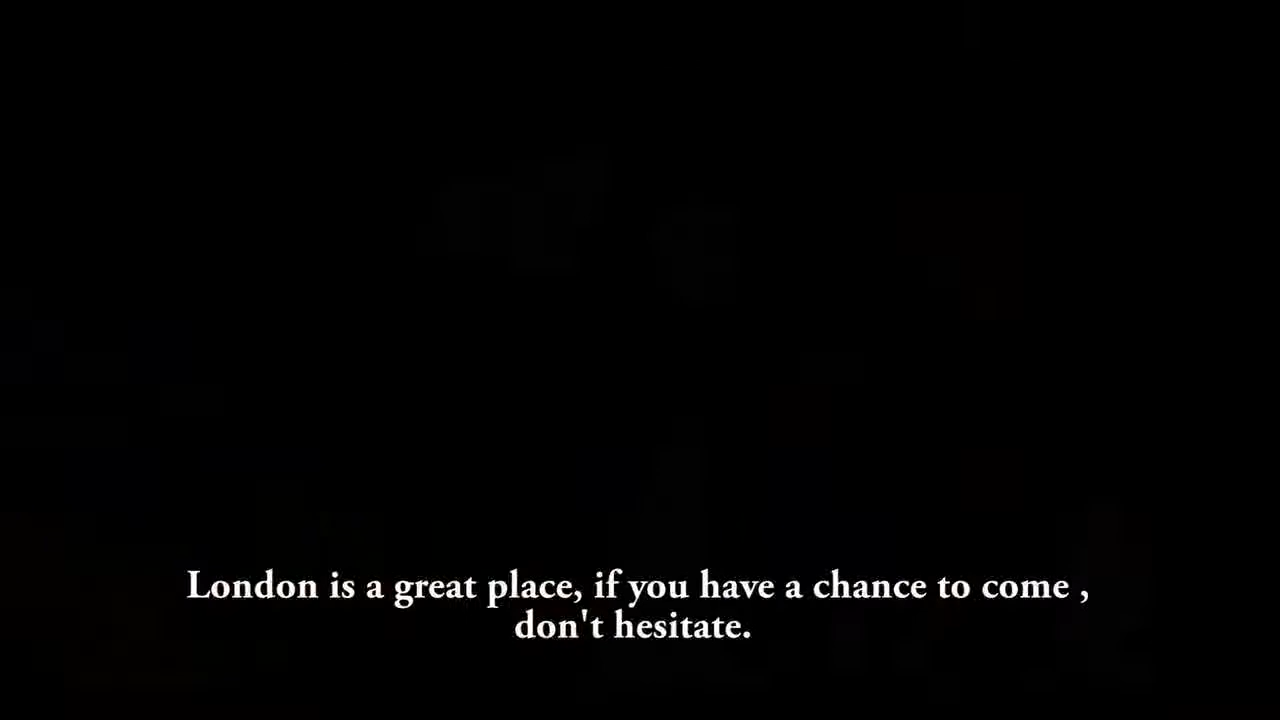 London is a great place, if you have a chance to come ,
don't hesitate.